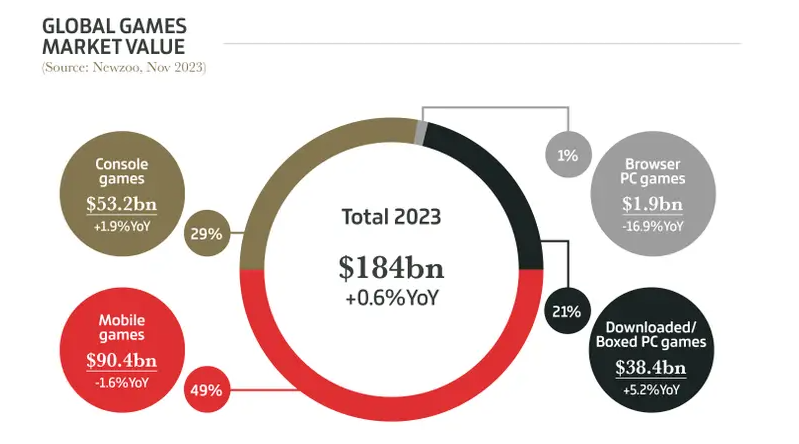 GLOBAL GAMES
MARKET VALUE
(Source: Newzoo, Nov 2023)
Console
games
$53.2bn
+1.9%YoY
29%
Mobile
games
$90.4bn
-1.6%YoY
49%
Total 2023
$184bn
+0.6%YoY
1%
Browser
PC games
$1.9bn
-16.9%YoY
21%
Downloaded/
Boxed PC games
$38.4bn
+5.2%YoY